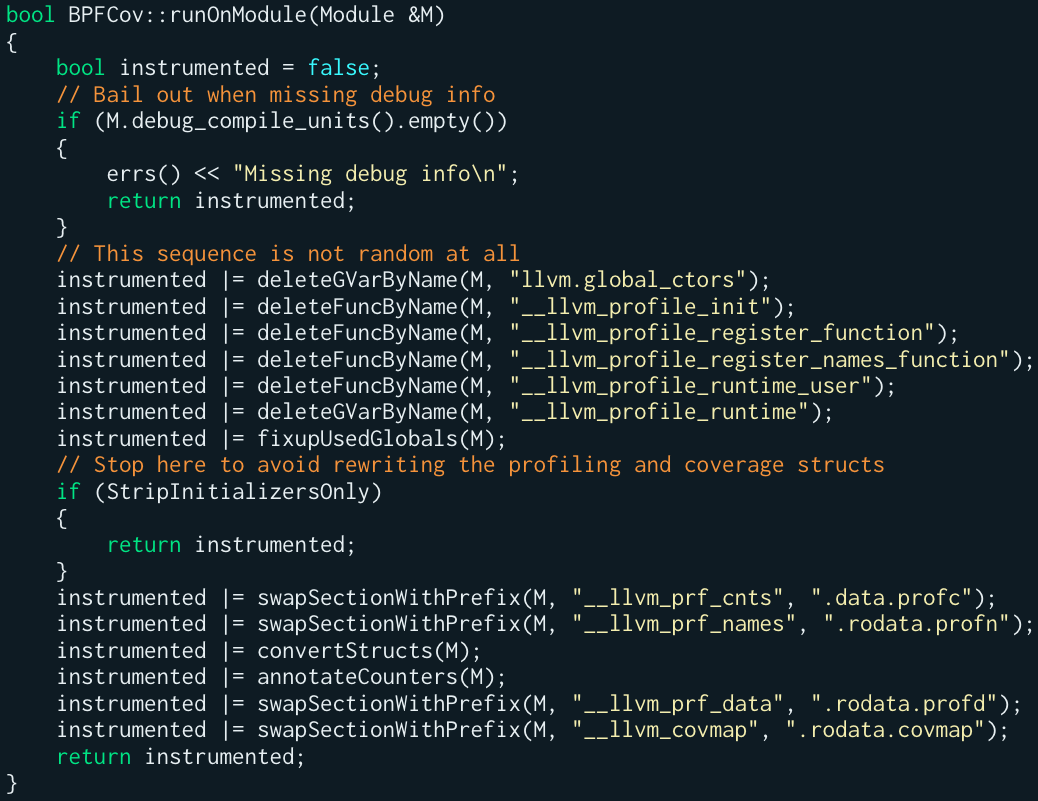 bool BPFCov::runOnModule(Module &M)
{
    bool instrumented = false;
    // Bail out when missing debug info
    if (M.debug_compile_units().empty())
    {
        errs() << "Missing debug info\n";
        return instrumented;
    }
    // This sequence is not random at all
    instrumented |= deleteGVarByName(M, "llvm.global_ctors");
    instrumented |= deleteFuncByName(M, "__llvm_profile_init");
    instrumented |= deleteFuncByName(M, "__llvm_profile_register_function");
    instrumented |= deleteFuncByName(M, "__llvm_profile_register_names_function");
    instrumented |= deleteFuncByName(M, "__llvm_profile_runtime_user");
    instrumented |= deleteGVarByName(M, "__llvm_profile_runtime");
    instrumented |= fixupUsedGlobals(M);
    // Stop here to avoid rewriting the profiling and coverage structs
    if (StripInitializersOnly)
    {
        return instrumented;
    }
    instrumented |= swapSectionWithPrefix(M, "__llvm_prf_cnts", ".data.profc");
    instrumented |= swapSectionWithPrefix(M, "__llvm_prf_names", ".rodata.profn");
    instrumented |= convertStructs(M);
    instrumented |= annotateCounters(M);
    instrumented |= swapSectionWithPrefix(M, "__llvm_prf_data", ".rodata.profd");
    instrumented |= swapSectionWithPrefix(M, "__llvm_covmap", ".rodata.covmap");
    return instrumented;
}